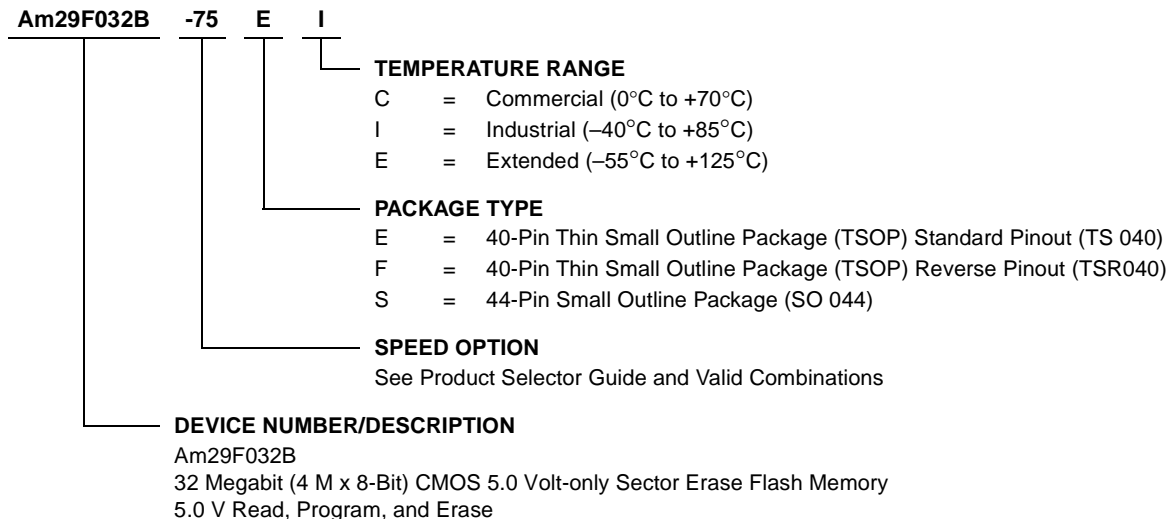 Am29F032B -75 E I
TEMPERATURE RANGE
C = Commercial (0°C to +70°C)
I = Industrial (–40°C to +85°C)
E = Extended (–55°C to +125°C)
PACKAGE TYPE
E = 40-Pin Thin Small Outline Package (TSOP) Standard Pinout (TS 040)
F = 40-Pin Thin Small Outline Package (TSOP) Reverse Pinout (TSR040)
S = 44-Pin Small Outline Package (SO 044)
SPEED OPTION
See Product Selector Guide and Valid Combinations
DEVICE NUMBER/DESCRIPTION
Am29F032B
32 Megabit (4 M x 8-Bit) CMOS 5.0 Volt-only Sector Erase Flash Memory
5.0 V Read, Program, and Erase